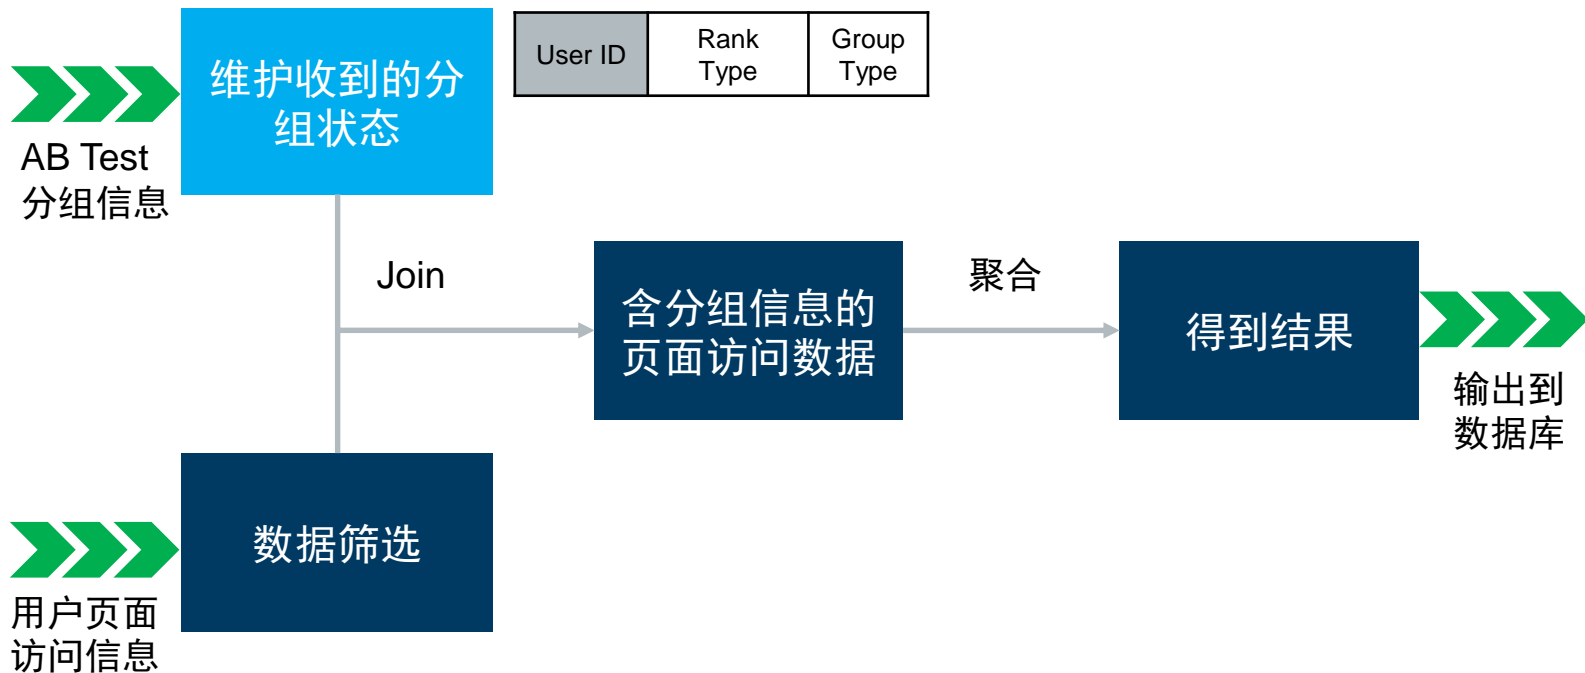 维护收到的分
组状态
User ID
Rank
Type
Group
Type
AB Test
分组信息
Join
含分组信息的
页面访问数据
聚合
得到结果
输出到
数据库
数据筛选
用户页面
访问信息